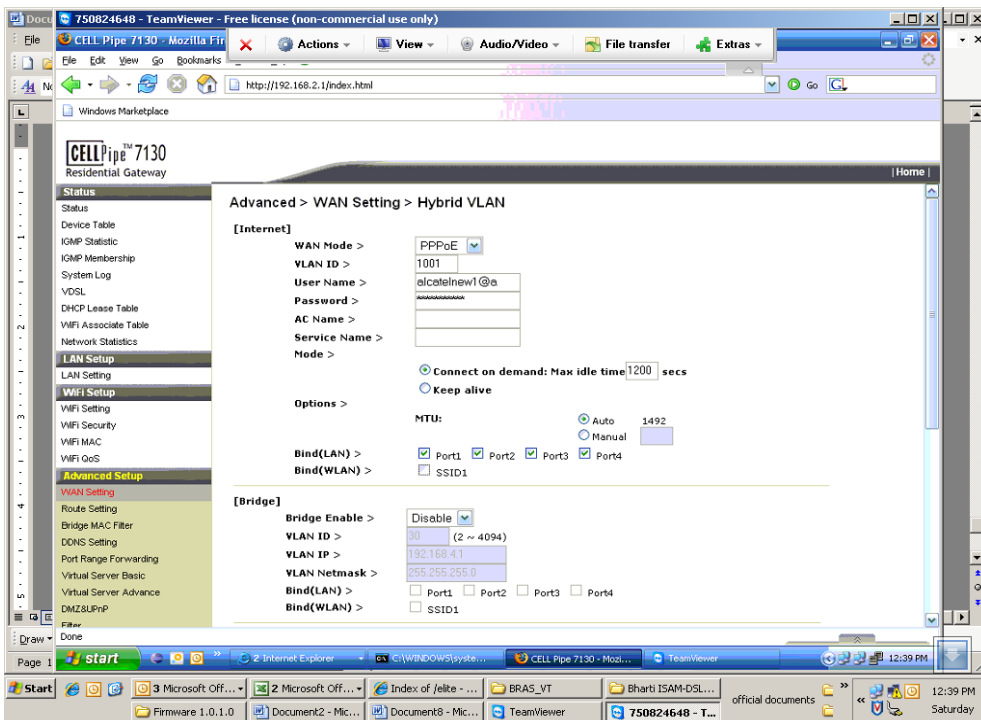 Docu
750824648 - TeamViewer - Free license (non-commercial use only)
File
CELL Pipe 7130 - Mozilla Fir
Actions
View
Audio/Video
File transfer
Extras
File Edit View Go Bookmarks
http://192.168.2.1/index.html
Go
Windows Marketplace
CELLPipe™ 7130
Residential Gateway
| Home |
Status
Status
Device Table
IGMP Statistic
IGMP Membership
System Log
VDSL
DHCP Lease Table
WiFi Associate Table
Network Statistics
LAN Setup
LAN Setting
WiFi Setup
WiFi Setting
WiFi Security
WiFi MAC
WiFi QoS
Advanced Setup
WAN Setting
Route Setting
Bridge MAC Filter
DDNS Setting
Port Range Forwarding
Virtual Server Basic
Virtual Server Advance
DMZ&UPnP
Filter
Advanced > WAN Setting > Hybrid VLAN
[Internet]
WAN Mode > PPPoE
VLAN ID > 1001
User Name > alcatelnew1@a
Password > ***********
AC Name >
Service Name >
Mode >
Connect on demand: Max idle time 1200 secs
Keep alive
Options >
MTU: Auto 1492
Manual
Bind(LAN) > Port1 Port2 Port3 Port4
Bind(WLAN) > SSID1
[Bridge]
Bridge Enable > Disable
VLAN ID > 30 (2 ~ 4094)
VLAN IP > 192.168.4.1
VLAN Netmask > 255.255.255.0
Bind(LAN) > Port1 Port2 Port3 Port4
Bind(WLAN) > SSID1
Done
Draw
Page 1
start
2 Internet Explorer
C:\WINDOWS\syste...
CELL Pipe 7130 - Mozi...
TeamViewer
12:39 PM
Start
3 Microsoft Off...
2 Microsoft Off...
Index of /elite - ...
BRAS_VT
Bharti ISAM-DSL...
official documents
12:39 PM
Firmware 1.0.1.0
Document2 - Mic...
Document8 - Mic...
TeamViewer
750824648 - T...
Saturday